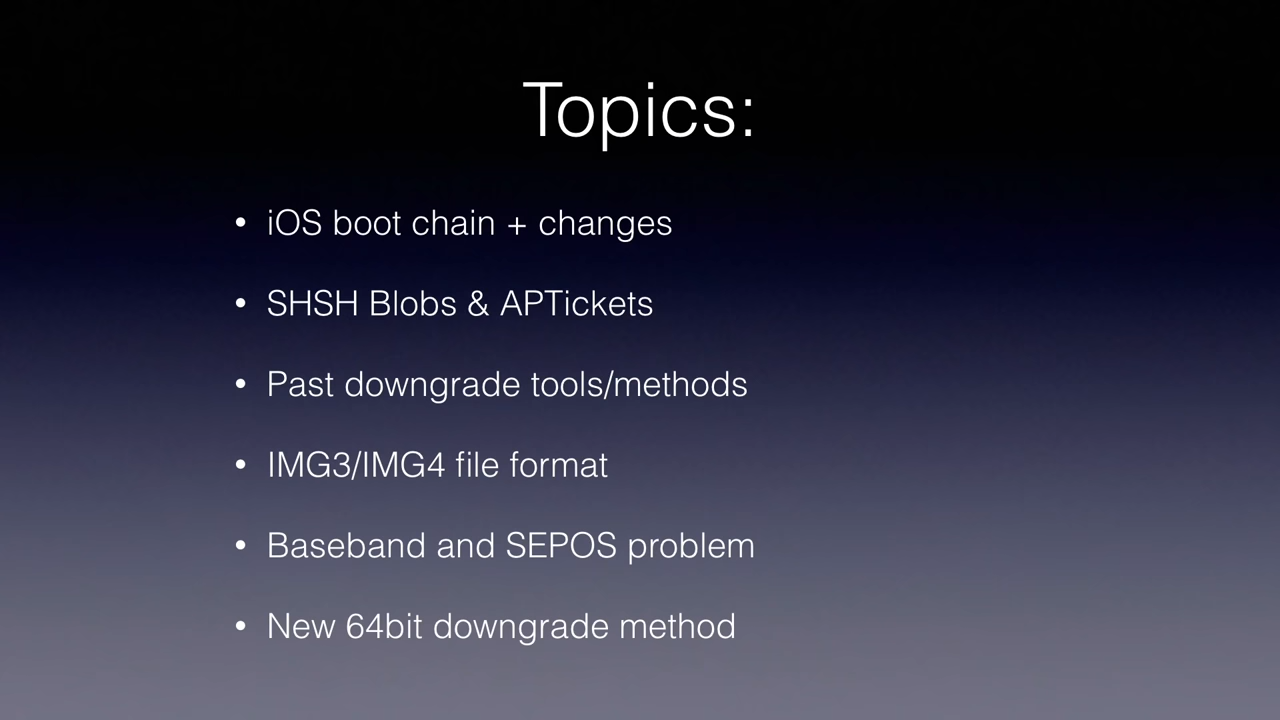 Topics:
• iOS boot chain + changes
• SHSH Blobs & APTickets
• Past downgrade tools/methods
• IMG3/IMG4 file format
• Baseband and SEPOS problem
• New 64bit downgrade method